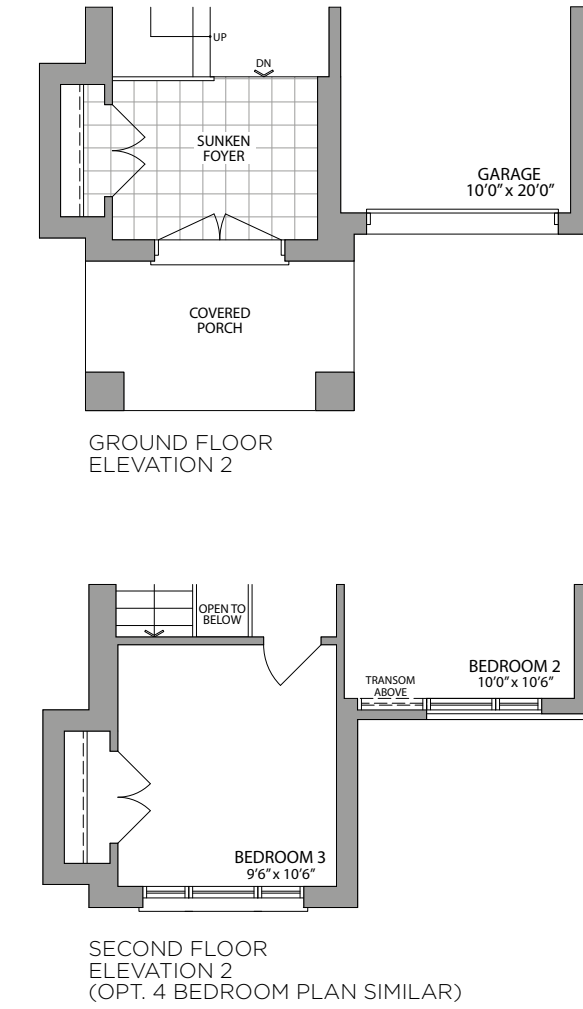 UP
DN
SUNKEN
FOYER
GARAGE
10'0" x 20'0"
COVERED
PORCH
GROUND FLOOR
ELEVATION 2
OPEN TO
BELOW
BEDROOM 2
10'0" x 10'6"
TRANSOM
ABOVE
BEDROOM 3
9'6" x 10'6"
SECOND FLOOR
ELEVATION 2
(OPT. 4 BEDROOM PLAN SIMILAR)